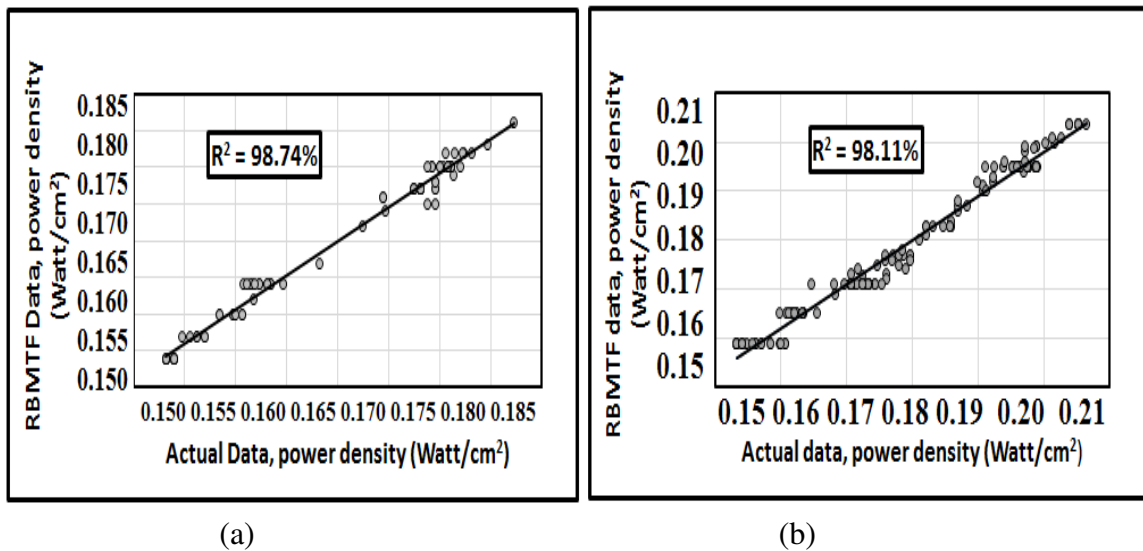 RBMTF Data, power density
(Watt/cm²)
0.185
0.180
0.175
0.170
0.165
0.160
0.155
0.150
R² = 98.74%
0.150 0.155 0.160 0.165 0.170 0.175 0.180 0.185
Actual Data, power density (Watt/cm²)
(a)
RBMTF data, power density
(Watt/cm²)
0.21
0.20
0.19
0.18
0.17
0.16
0.15
R² = 98.11%
0.15 0.16 0.17 0.18 0.19 0.20 0.21
Actual data, power density (Watt/cm²)
(b)